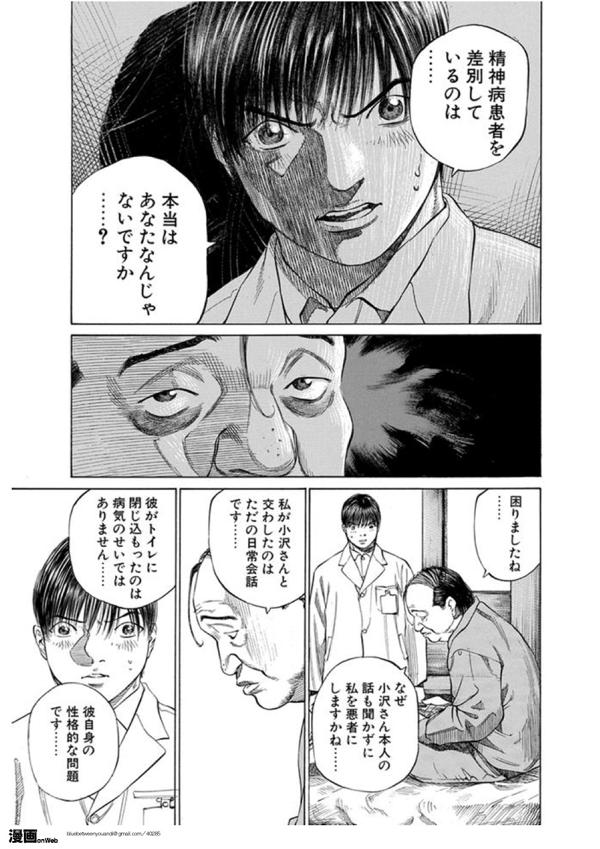 精神病患者を
差別して
いるのは
……
本当は
あなたなんじゃ
ないですか
………?
困りましたね
……
なぜ
小沢さん本人の
話も聞かずに
私を悪者に
しますかね……
私が小沢さんと
交わしたのは
ただの日常会話
です……
彼がトイレに
閉じ込もったのは
病気のせいでは
ありません……
彼自身の
性格的な問題
です……
漫画onWeb
bluebetweenyouandi@gmail.com/40285